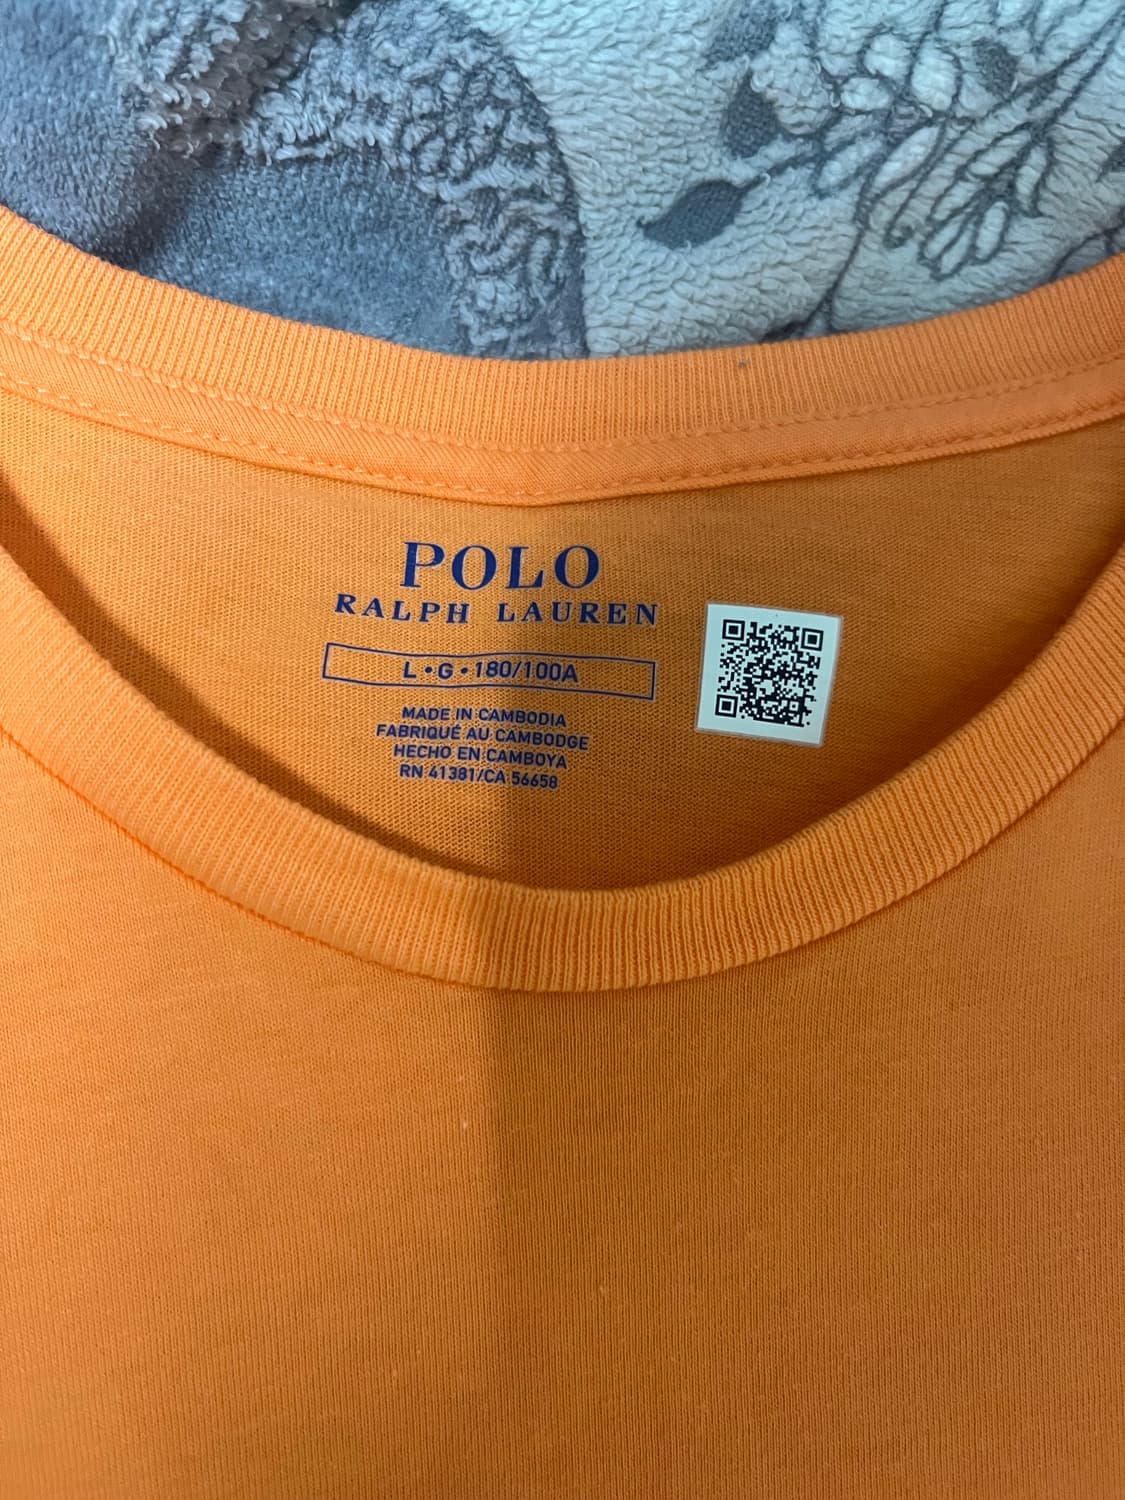 POLO
RALPH LAUREN
L • G • 180/100A
MADE IN CAMBODIA
FABRIQUÉ AU CAMBODGE
HECHO EN CAMBOYA
RN 41381/CA 56658